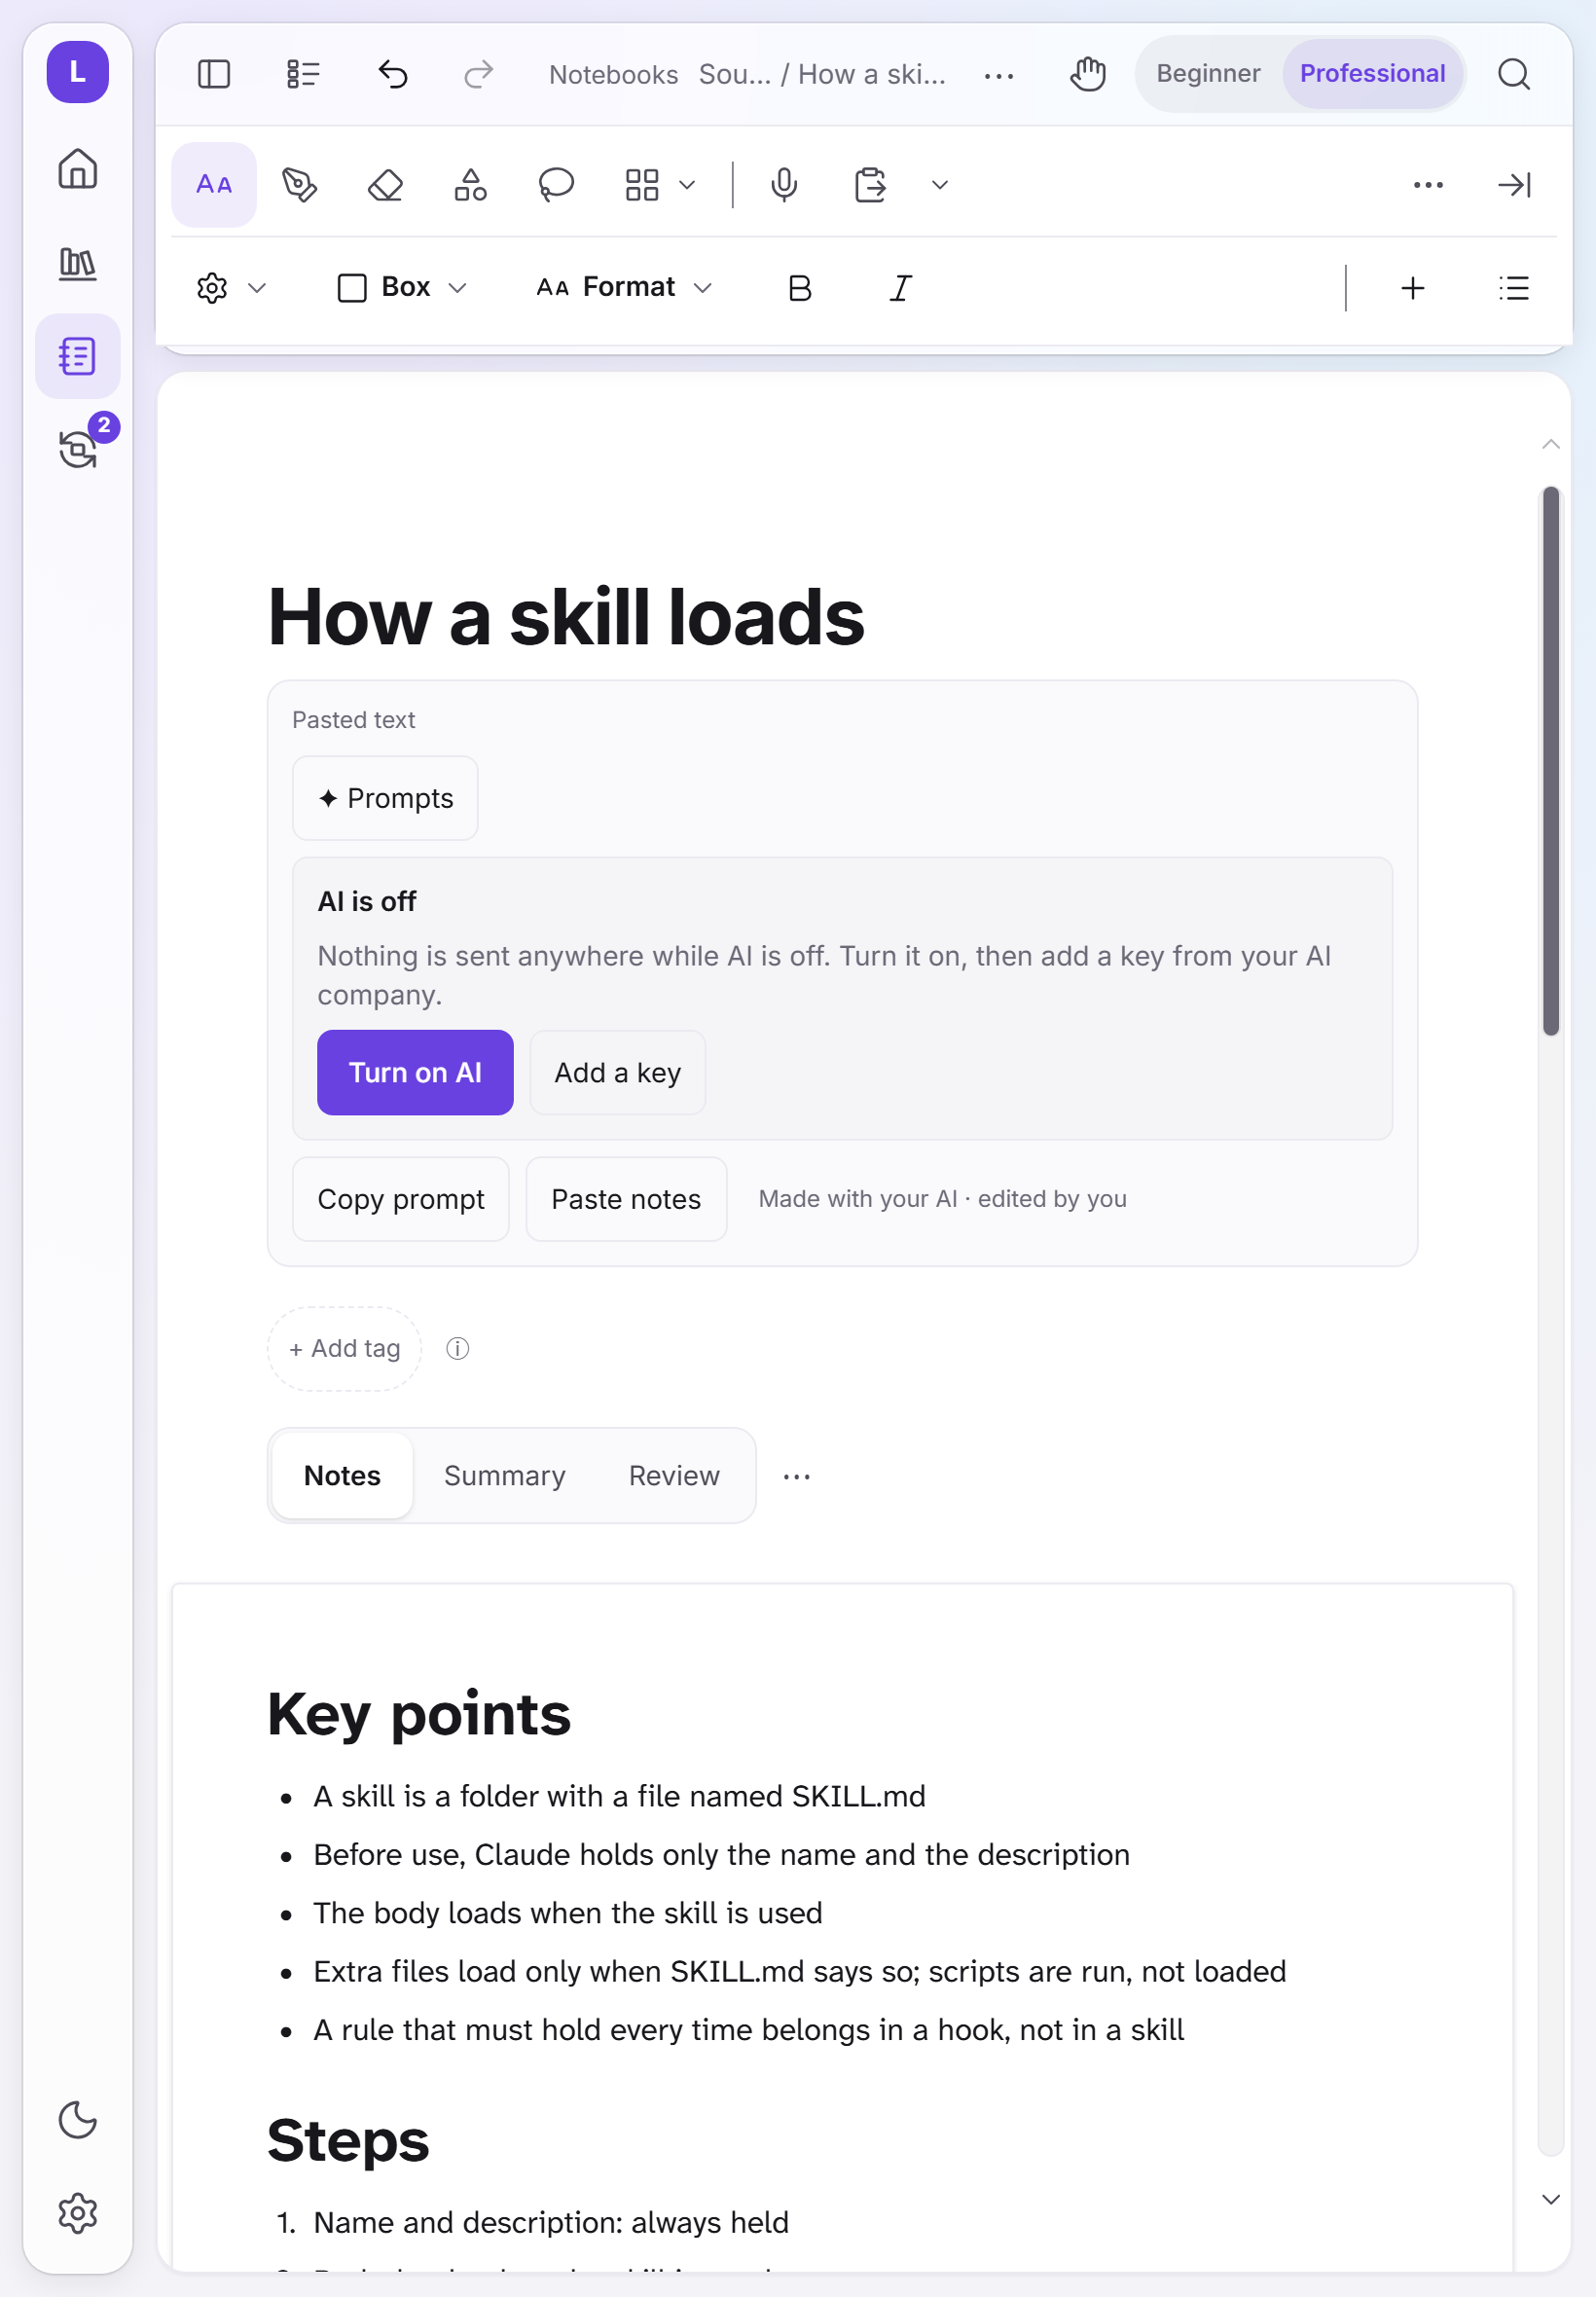 L
Notebooks Sou... / How a ski... Beginner Professional
Box Format B I
2
How a skill loads
Pasted text
Prompts
AI is off
Nothing is sent anywhere while AI is off. Turn it on, then add a key from your AI
company.
Turn on AI Add a key
Copy prompt Paste notes Made with your AI · edited by you
+ Add tag
Notes Summary Review
Key points
• A skill is a folder with a file named SKILL.md
• Before use, Claude holds only the name and the description
• The body loads when the skill is used
• Extra files load only when SKILL.md says so; scripts are run, not loaded
• A rule that must hold every time belongs in a hook, not in a skill
Steps
1. Name and description: always held